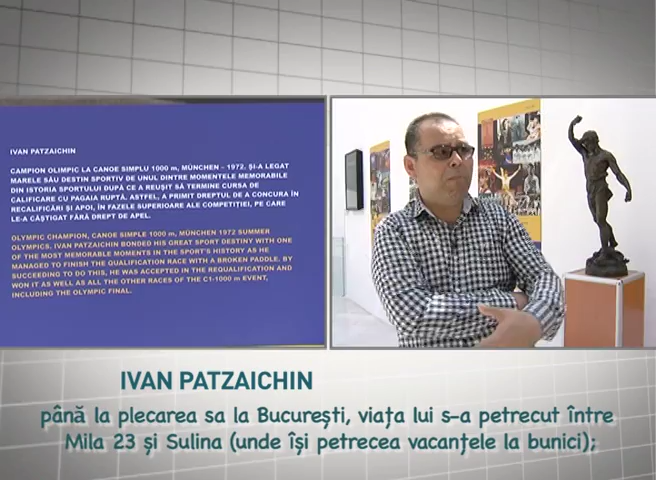 IVAN PATZAICHIN
CAMPION OLIMPIC LA CANOE SIMPLU 1000 m, MÜNCHEN – 1972. ȘI-A LEGAT
MARELE SĂU DESTIN SPORTIV DE UNUL DINTRE MOMENTELE MEMORABILE
DIN ISTORIA SPORTULUI DUPĂ CE A REUȘIT SĂ TERMINE CURSA DE
CALIFICARE CU PAGAIA RUPTĂ. ASTFEL, A PRIMIT DREPTUL DE A CONCURA ÎN
RECALIFICĂRI ȘI APOI, ÎN FAZELE SUPERIOARE ALE COMPETIȚIEI, PE CARE
LE-A CÂȘTIGAT FĂRĂ DREPT DE APEL.
OLYMPIC CHAMPION, CANOE SIMPLE 1000 m, MÜNCHEN 1972 SUMMER
OLYMPICS. IVAN PATZAICHIN BONDED HIS GREAT SPORT DESTINY WITH ONE
OF THE MOST MEMORABLE MOMENTS IN THE SPORT'S HISTORY AS HE
MANAGED TO FINISH THE QUALIFICATION RACE WITH A BROKEN PADDLE. BY
SUCCEEDING TO DO THIS, HE WAS ACCEPTED IN THE REQUALIFICATION AND
WON IT AS WELL AS ALL THE OTHER RACES OF THE C1-1000 m EVENT,
INCLUDING THE OLYMPIC FINAL.
IVAN PATZAICHIN
până la plecarea sa la București, viața lui s-a petrecut între
Mila 23 și Sulina (unde își petrecea vacanțele la bunici);